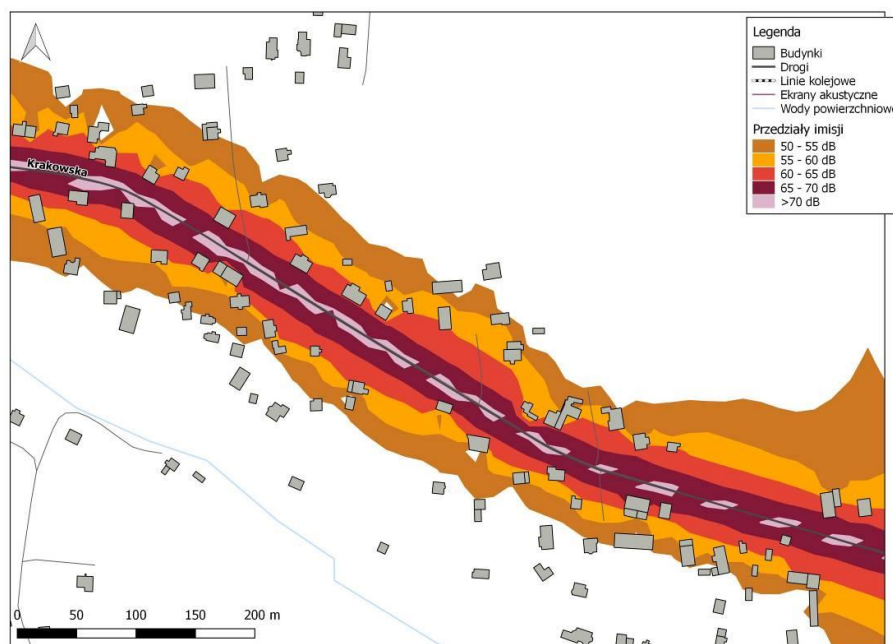 Legenda
Budynki
Drogi
Linie kolejowe
Ekrany akustyczne
Wody powierzchniowe
Przedziały imisji
50 - 55 dB
55 - 60 dB
60 - 65 dB
65 - 70 dB
>70 dB
Krakowska
0 50 100 150 200 m